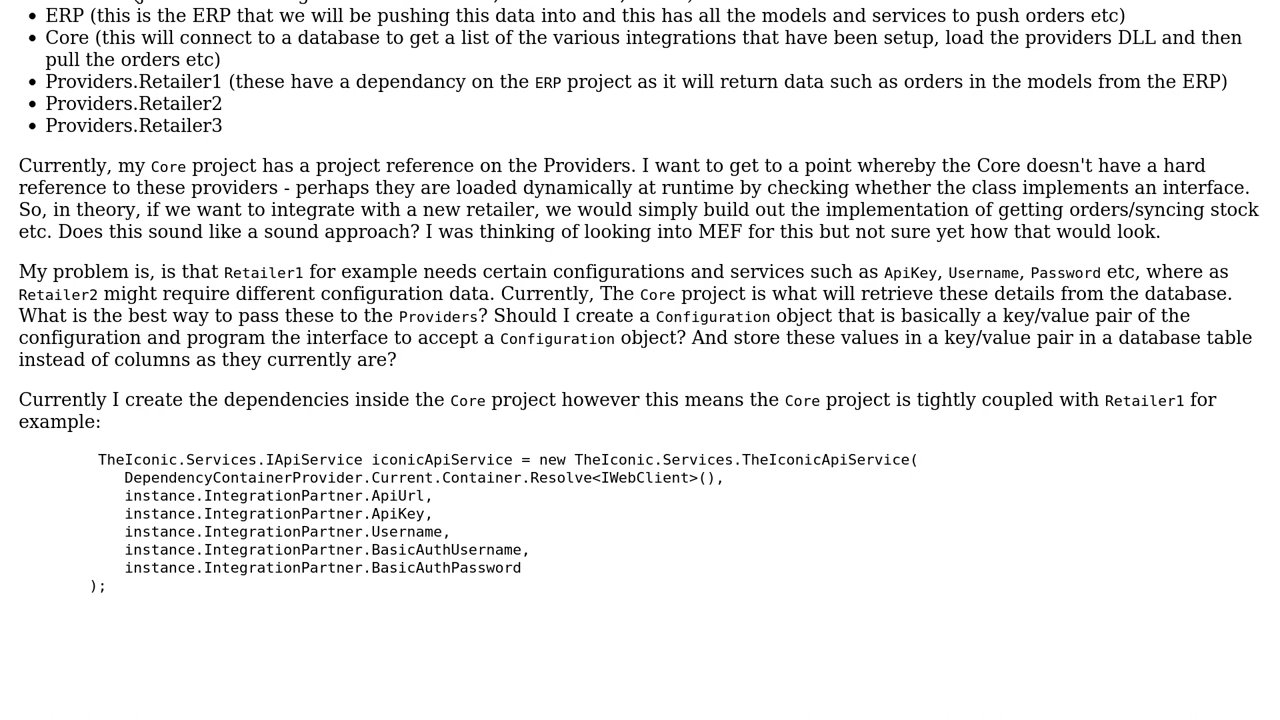 • ERP (this is the ERP that we will be pushing this data into and this has all the models and services to push orders etc)
• Core (this will connect to a database to get a list of the various integrations that have been setup, load the providers DLL and then
pull the orders etc)
• Providers.Retailer1 (these have a dependancy on the ERP project as it will return data such as orders in the models from the ERP)
• Providers.Retailer2
• Providers.Retailer3
Currently, my Core project has a project reference on the Providers. I want to get to a point whereby the Core doesn't have a hard
reference to these providers - perhaps they are loaded dynamically at runtime by checking whether the class implements an interface.
So, in theory, if we want to integrate with a new retailer, we would simply build out the implementation of getting orders/syncing stock
etc. Does this sound like a sound approach? I was thinking of looking into MEF for this but not sure yet how that would look.
My problem is, is that Retailer1 for example needs certain configurations and services such as ApiKey, Username, Password etc, where as
Retailer2 might require different configuration data. Currently, The Core project is what will retrieve these details from the database.
What is the best way to pass these to the Providers? Should I create a Configuration object that is basically a key/value pair of the
configuration and program the interface to accept a Configuration object? And store these values in a key/value pair in a database table
instead of columns as they currently are?
Currently I create the dependencies inside the Core project however this means the Core project is tightly coupled with Retailer1 for
example:
TheIconic.Services.IApiService iconicApiService = new TheIconic.Services.TheIconicApiService(
DependencyContainerProvider.Current.Container.Resolve<IWebClient>(),
instance.IntegrationPartner.ApiUrl,
instance.IntegrationPartner.ApiKey,
instance.IntegrationPartner.Username,
instance.IntegrationPartner.BasicAuthUsername,
instance.IntegrationPartner.BasicAuthPassword
);